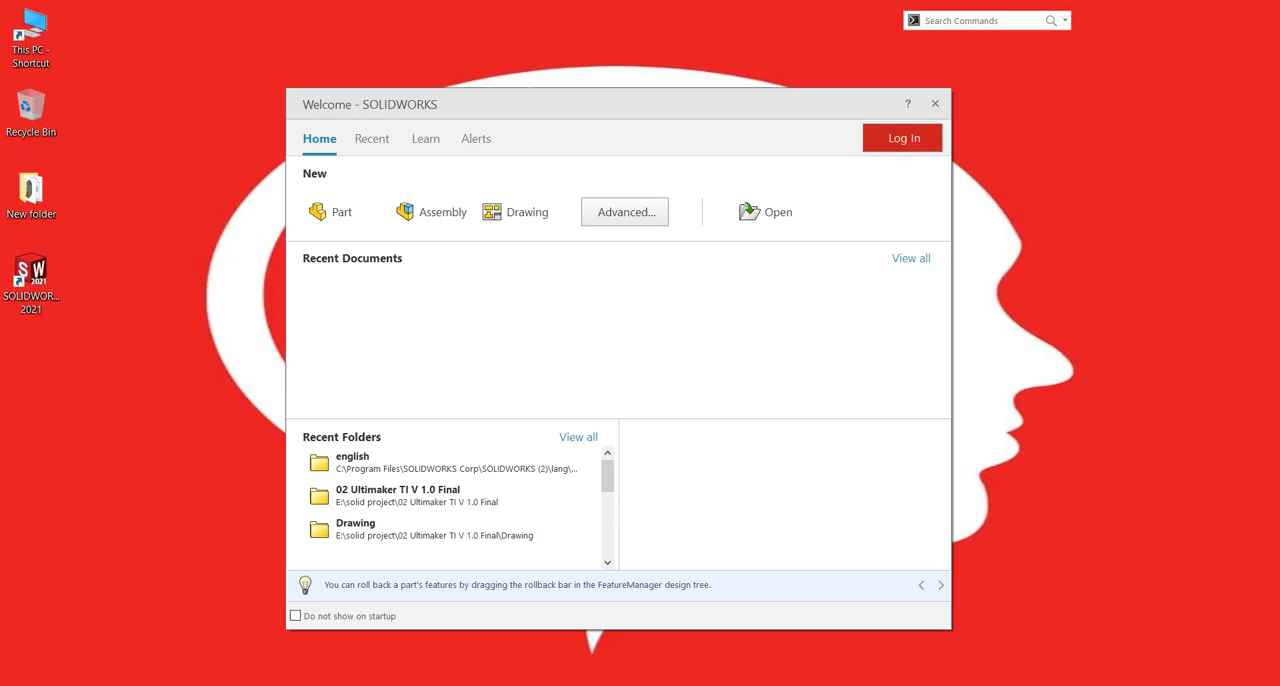 This PC -
Shortcut
Recycle Bin
New folder
SW
2021
SOLIDWOR...
2021
Search Commands
Welcome - SOLIDWORKS
?
Home Recent Learn Alerts
Log In
New
Part Assembly Drawing Advanced... Open
Recent Documents View all
Recent Folders View all
english
C:\Program Files\SOLIDWORKS Corp\SOLIDWORKS (2)\lang\...
02 Ultimaker TI V 1.0 Final
E:\solid project\02 Ultimaker TI V 1.0 Final
Drawing
E:\solid project\02 Ultimaker TI V 1.0 Final\Drawing
You can roll back a part's features by dragging the rollback bar in the FeatureManager design tree.
Do not show on startup